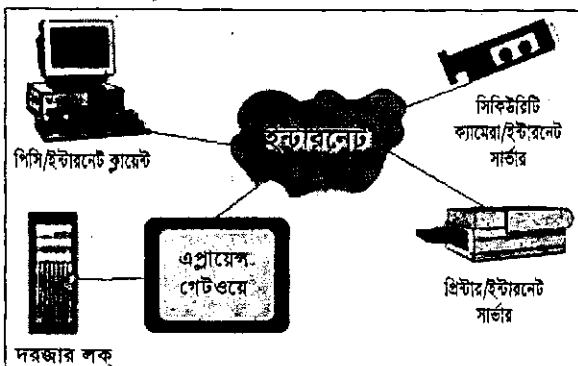 ইন্টারনেট
পিসি/ইন্টারনেট ক্লায়েন্ট
সিকিউরিটি
ক্যামেরা/ইন্টারনেট
সার্ভার
এপ্লায়েন্স
গেটওয়ে
প্রিন্টার/ইন্টারনেট
সার্ভার
দরজার লক